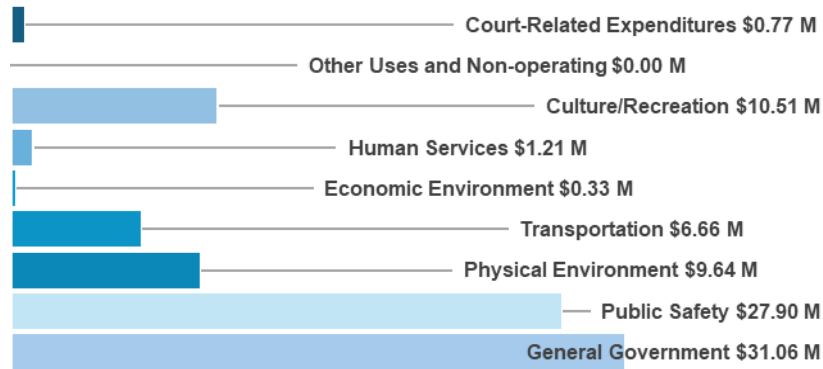 Court-Related Expenditures $0.77 M
Other Uses and Non-operating $0.00 M
Culture/Recreation $10.51 M
Human Services $1.21 M
Economic Environment $0.33 M
Transportation $6.66 M
Physical Environment $9.64 M
Public Safety $27.90 M
General Government $31.06 M